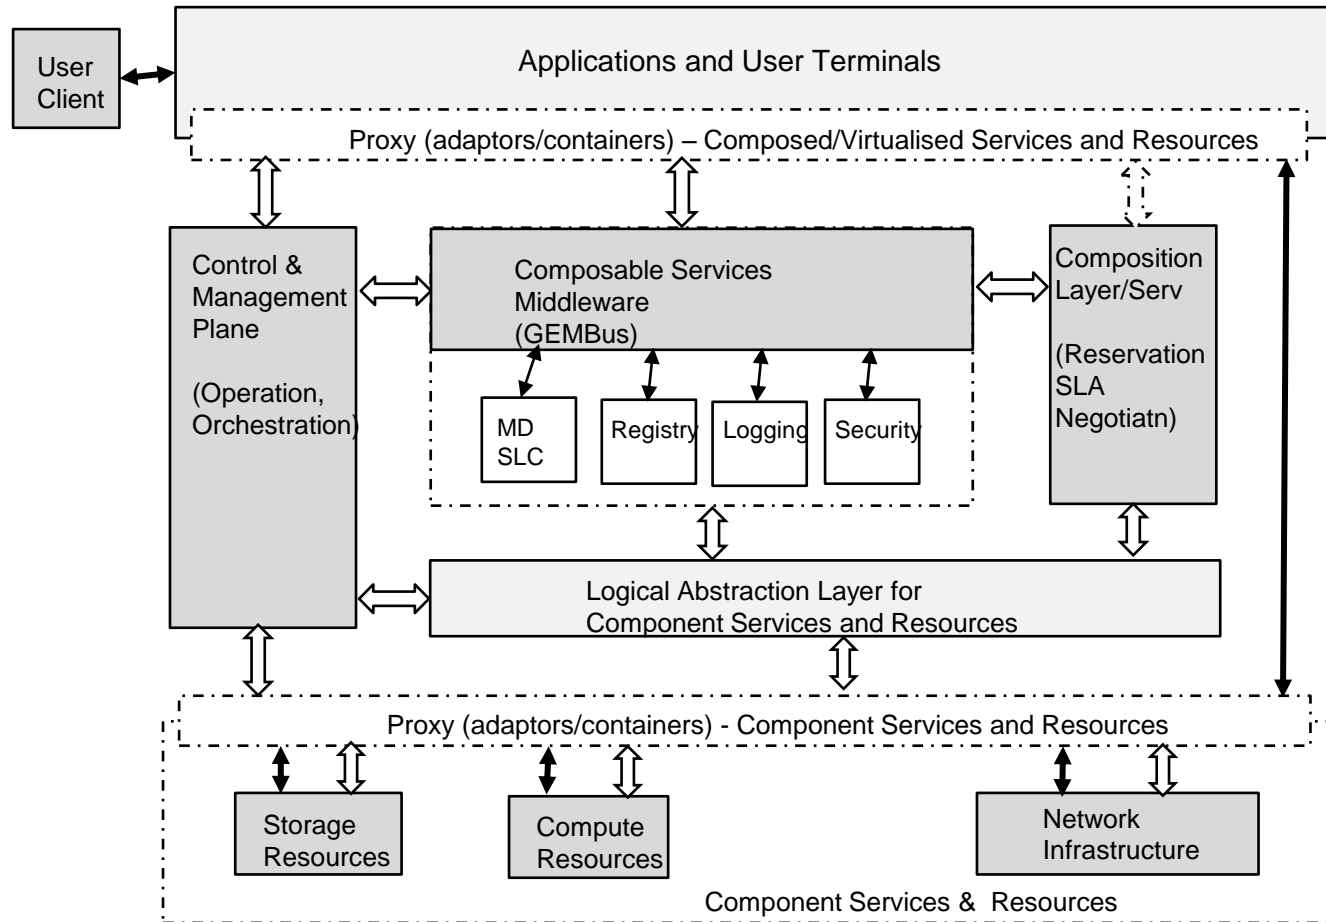 User
Client
Applications and User Terminals
Proxy (adaptors/containers) – Composed/Virtualised Services and Resources
Control &
Management
Plane
(Operation,
Orchestration)
Composable Services
Middleware
(GEMBus)
Composition
Layer/Serv
(Reservation
SLA
Negotiatn)
MD
SLC
Registry
Logging
Security
Logical Abstraction Layer for
Component Services and Resources
Proxy (adaptors/containers) - Component Services and Resources
Storage
Resources
Compute
Resources
Network
Infrastructure
Component Services & Resources